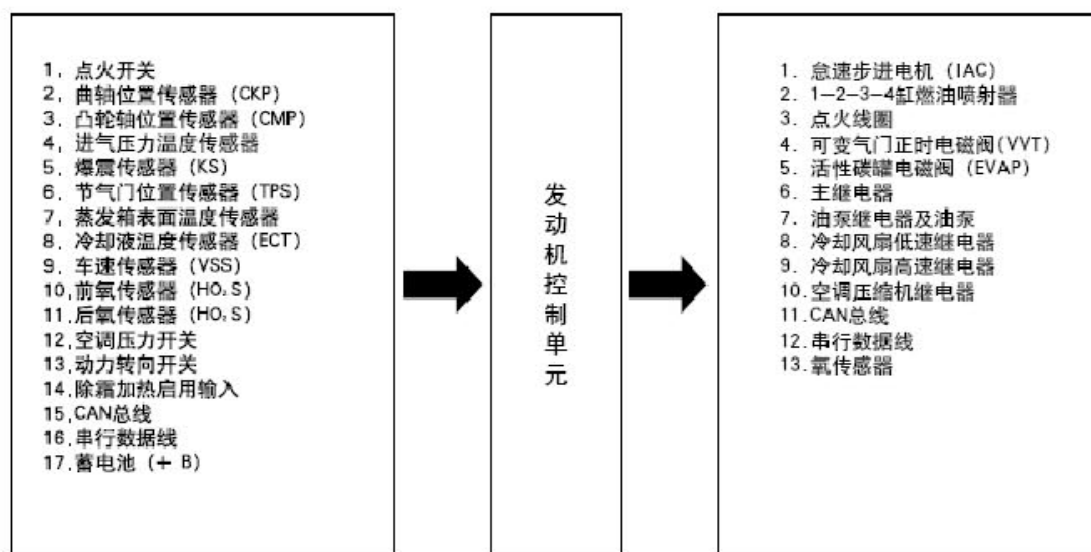 1, 点火开关
2, 曲轴位置传感器 (CKP)
3, 凸轮轴位置传感器 (CMP)
4, 进气压力温度传感器
5, 爆震传感器 (KS)
6, 节气门位置传感器 (TPS)
7, 蒸发箱表面温度传感器
8, 冷却液温度传感器 (ECT)
9, 车速传感器 (VSS)
10,前氧传感器 (HO₂S)
11,后氧传感器 (HO₂S)
12,空调压力开关
13,动力转向开关
14,除霜加热启用输入
15,CAN总线
16,串行数据线
17.蓄电池 (+ B)
发动机控制单元
1. 怠速步进电机 (IAC)
2. 1-2-3-4缸燃油喷射器
3. 点火线圈
4. 可变气门正时电磁阀(VVT)
5. 活性碳罐电磁阀 (EVAP)
6. 主继电器
7. 油泵继电器及油泵
8. 冷却风扇低速继电器
9. 冷却风扇高速继电器
10.空调压缩机继电器
11.CAN总线
12.串行数据线
13.氧传感器